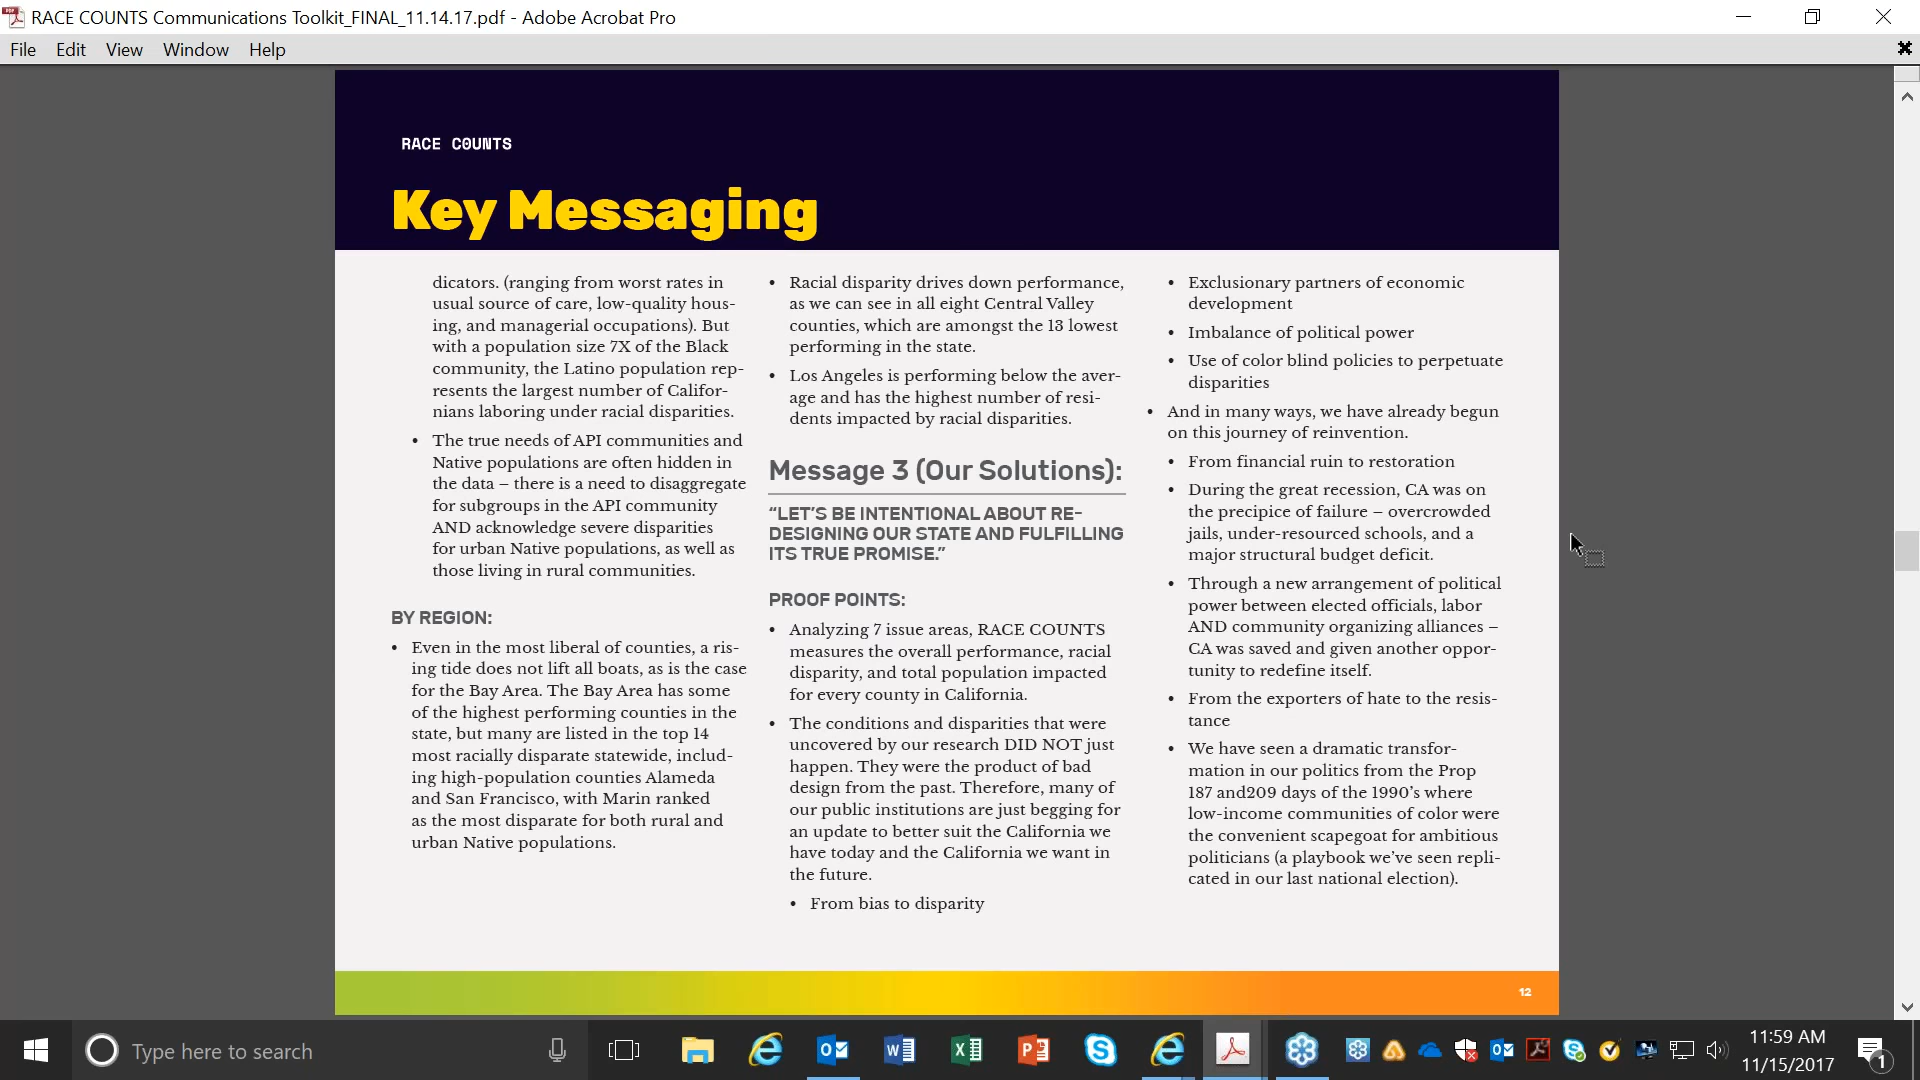 RACE COUNTS Communications Toolkit_FINAL_11.14.17.pdf - Adobe Acrobat Pro
File Edit View Window Help
RACE COUNTS
Key Messaging
dicators. (ranging from worst rates in
usual source of care, low-quality hous-
ing, and managerial occupations). But
with a population size 7X of the Black
community, the Latino population rep-
resents the largest number of Califor-
nians laboring under racial disparities.
• The true needs of API communities and
Native populations are often hidden in
the data – there is a need to disaggregate
for subgroups in the API community
AND acknowledge severe disparities
for urban Native populations, as well as
those living in rural communities.
BY REGION:
• Even in the most liberal of counties, a ris-
ing tide does not lift all boats, as is the case
for the Bay Area. The Bay Area has some
of the highest performing counties in the
state, but many are listed in the top 14
most racially disparate statewide, includ-
ing high-population counties Alameda
and San Francisco, with Marin ranked
as the most disparate for both rural and
urban Native populations.
• Racial disparity drives down performance,
as we can see in all eight Central Valley
counties, which are amongst the 13 lowest
performing in the state.
• Los Angeles is performing below the aver-
age and has the highest number of resi-
dents impacted by racial disparities.
Message 3 (Our Solutions):
“LET’S BE INTENTIONAL ABOUT RE-
DESIGNING OUR STATE AND FULFILLING
ITS TRUE PROMISE.”
PROOF POINTS:
• Analyzing 7 issue areas, RACE COUNTS
measures the overall performance, racial
disparity, and total population impacted
for every county in California.
• The conditions and disparities that were
uncovered by our research DID NOT just
happen. They were the product of bad
design from the past. Therefore, many of
our public institutions are just begging for
an update to better suit the California we
have today and the California we want in
the future.
• From bias to disparity
• Exclusionary partners of economic
development
• Imbalance of political power
• Use of color blind policies to perpetuate
disparities
• And in many ways, we have already begun
on this journey of reinvention.
• From financial ruin to restoration
• During the great recession, CA was on
the precipice of failure – overcrowded
jails, under-resourced schools, and a
major structural budget deficit.
• Through a new arrangement of political
power between elected officials, labor
AND community organizing alliances –
CA was saved and given another oppor-
tunity to redefine itself.
• From the exporters of hate to the resis-
tance
• We have seen a dramatic transfor-
mation in our politics from the Prop
187 and209 days of the 1990’s where
low-income communities of color were
the convenient scapegoat for ambitious
politicians (a playbook we’ve seen repli-
cated in our last national election).
12
Type here to search
11:59 AM
11/15/2017
1